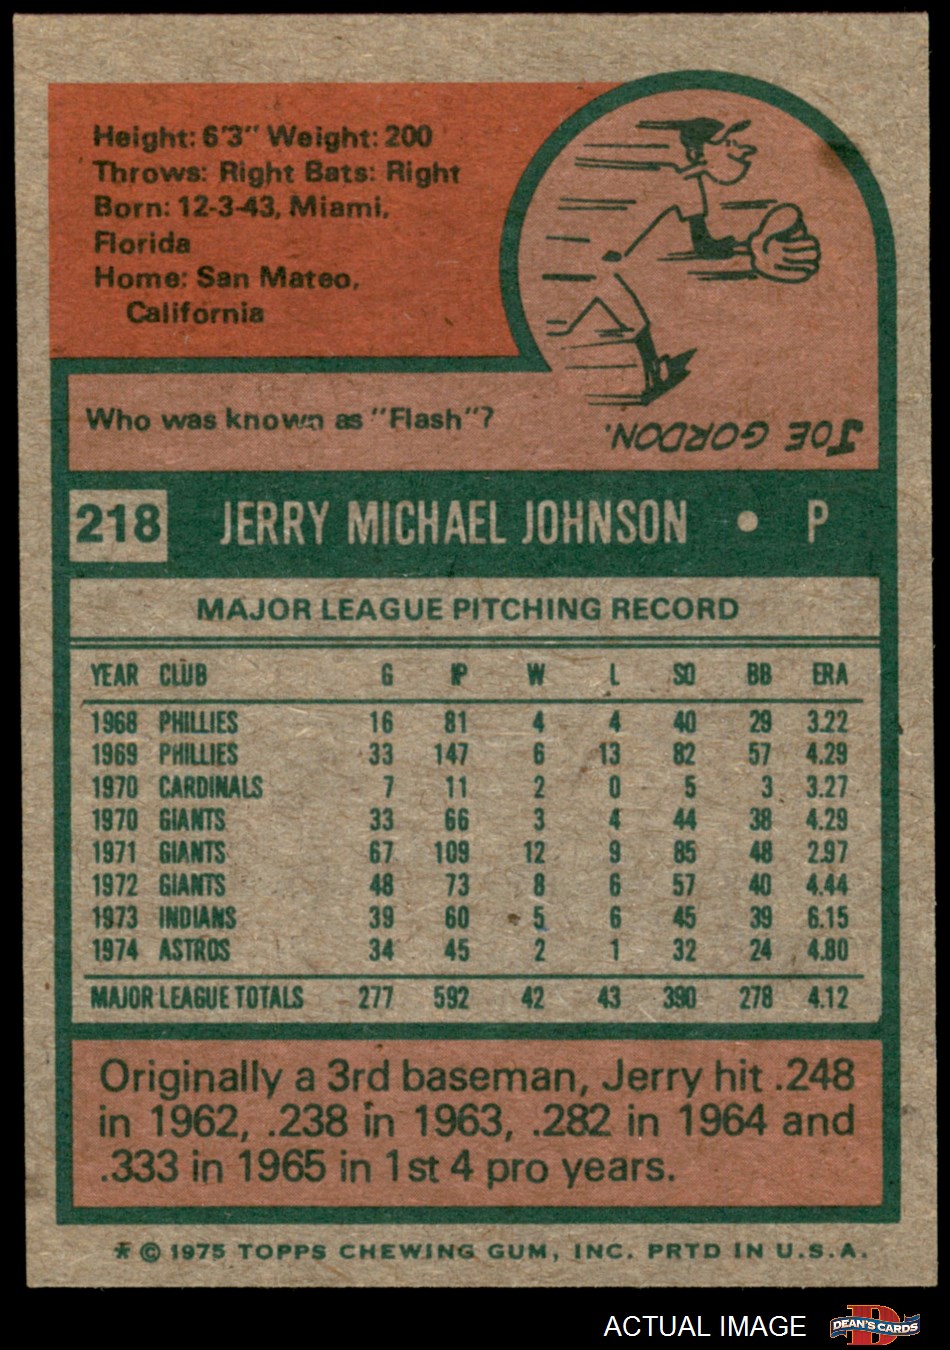 Height: 6'3" Weight: 200
Throws: Right Bats: Right
Born: 12-3-43, Miami,
Florida
Home: San Mateo,
California
Who was known as "Flash"?
JOE GORDON.
218 JERRY MICHAEL JOHNSON • P
MAJOR LEAGUE PITCHING RECORD
YEAR CLUB G IP W L SO BB ERA
1968 PHILLIES 16 81 4 4 40 29 3.22
1969 PHILLIES 33 147 6 13 82 57 4.29
1970 CARDINALS 7 11 2 0 5 3 3.27
1970 GIANTS 33 66 3 4 44 38 4.29
1971 GIANTS 67 109 12 9 85 48 2.97
1972 GIANTS 48 73 8 6 57 40 4.44
1973 INDIANS 39 60 5 6 45 39 6.15
1974 ASTROS 34 45 2 1 32 24 4.80
MAJOR LEAGUE TOTALS 277 592 42 43 390 278 4.12
Originally a 3rd baseman, Jerry hit .248
in 1962, .238 in 1963, .282 in 1964 and
.333 in 1965 in 1st 4 pro years.
* © 1975 TOPPS CHEWING GUM, INC. PRTD IN U.S.A.
ACTUAL IMAGE
D
DEAN'S CARDS